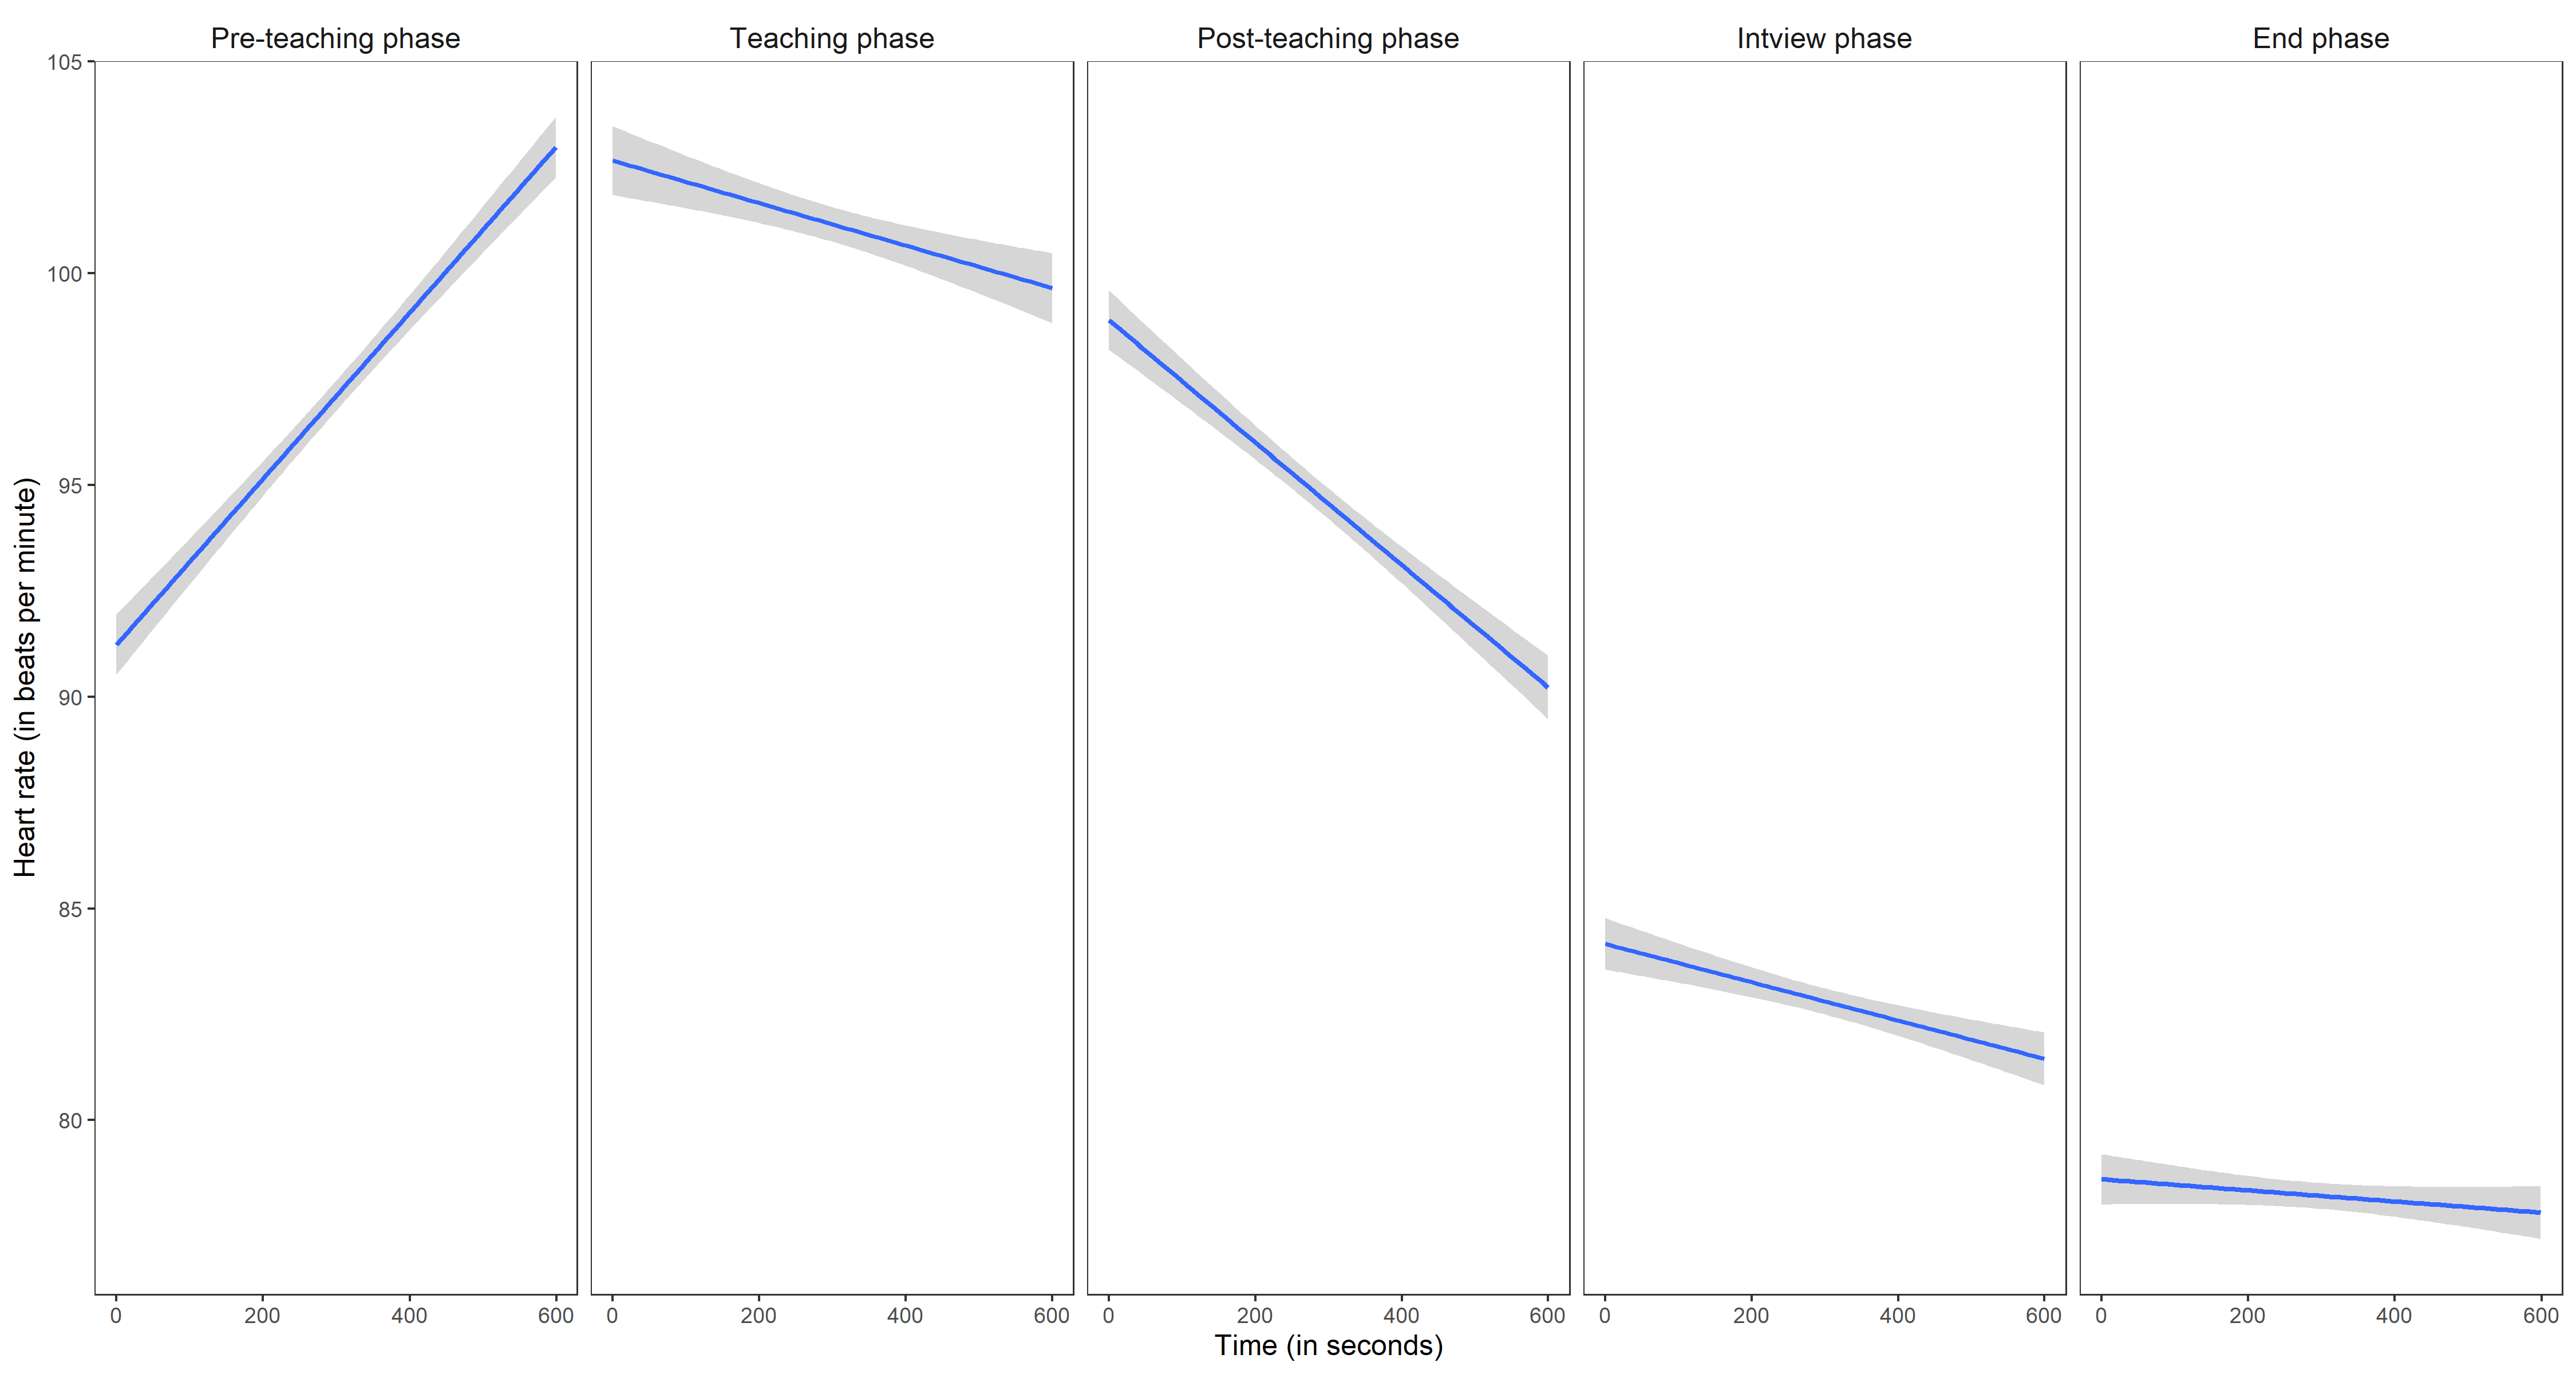 Pre-teaching phase
Teaching phase
Post-teaching phase
Intview phase
End phase
Heart rate (in beats per minute)
105
100
95
90
85
80
0 200 400 600
0 200 400 600
0 200 400 600
0 200 400 600
0 200 400 600
Time (in seconds)